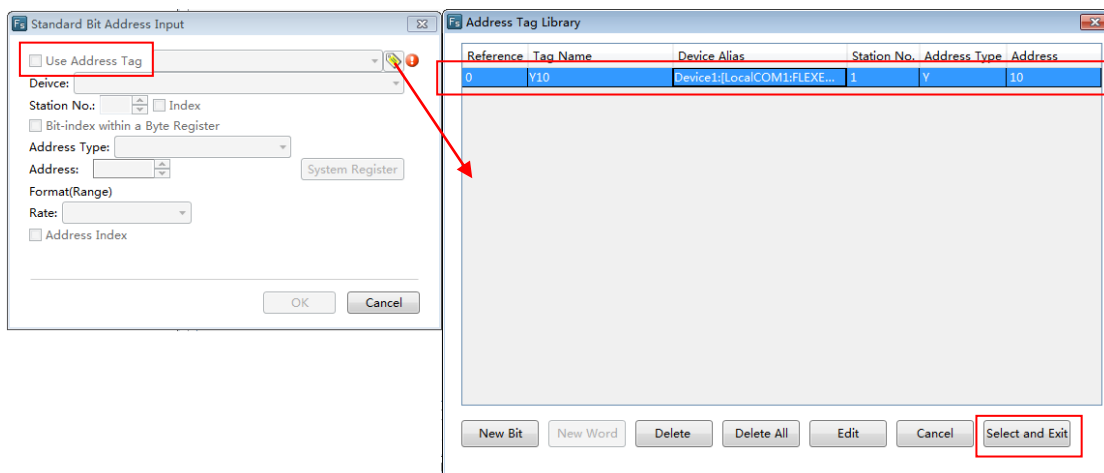 Fs Standard Bit Address Input
Use Address Tag
Deivce:
Station No.: Index
Bit-index within a Byte Register
Address Type:
Address: System Register
Format(Range)
Rate:
Address Index
OK Cancel
Fs Address Tag Library
Reference Tag Name Device Alias Station No. Address Type Address
0 Y10 Device1:[LocalCOM1:FLEXE... 1 Y 10
New Bit New Word Delete Delete All Edit Cancel Select and Exit